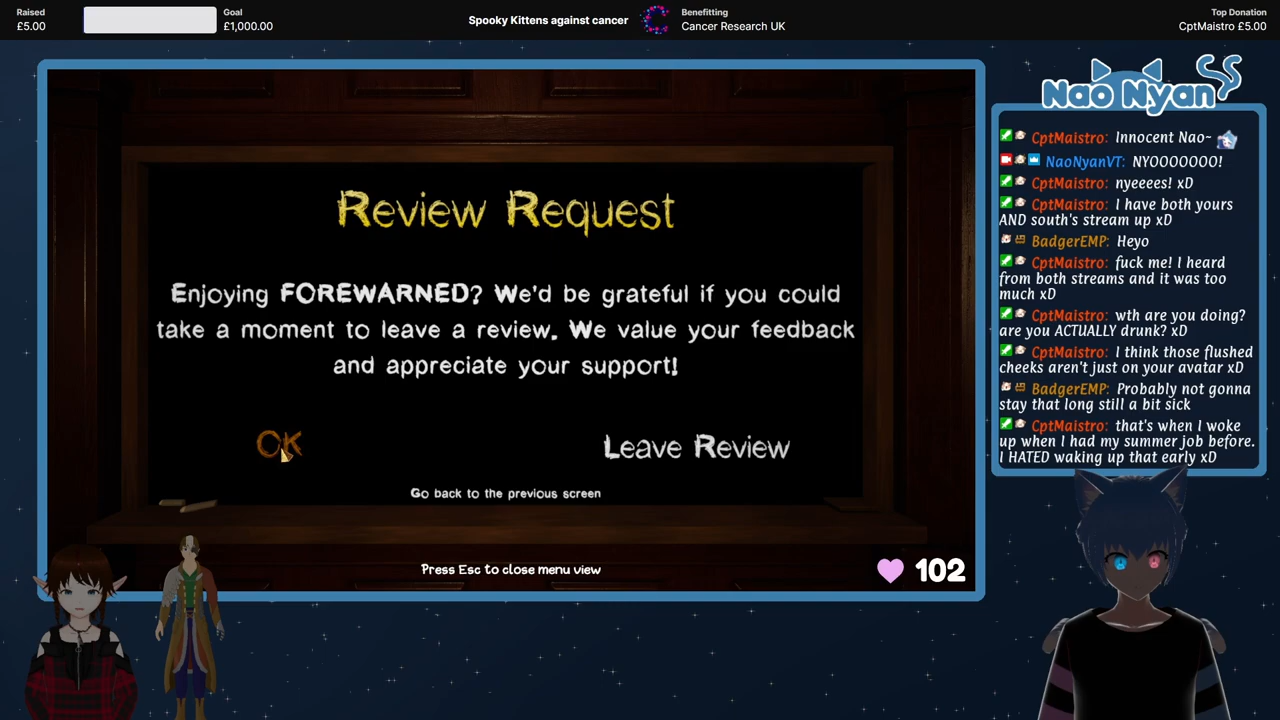 Raised
£5.00
Goal
£1,000.00
Spooky Kittens against cancer
Benefitting
Cancer Research UK
Top Donation
CptMaistro £5.00
Nao Nyan
CptMaistro: Innocent Nao~
NaoNyanVT: NYOOOOOOO!
CptMaistro: nyeeees! xD
CptMaistro: I have both yours
AND south's stream up xD
BadgerEMP: Heyo
CptMaistro: fuck me! I heard
from both streams and it was too
much xD
CptMaistro: wth are you doing?
are you ACTUALLY drunk? xD
CptMaistro: I think those flushed
cheeks aren't just on your avatar xD
BadgerEMP: Probably not gonna
stay that long still a bit sick
CptMaistro: that's when I woke
up when I had my summer job before.
I HATED waking up that early xD
Review Request
Enjoying FOREWARNED? We'd be grateful if you could
take a moment to leave a review. We value your feedback
and appreciate your support!
OK
Leave Review
Go back to the previous screen
Press Esc to close menu view
102